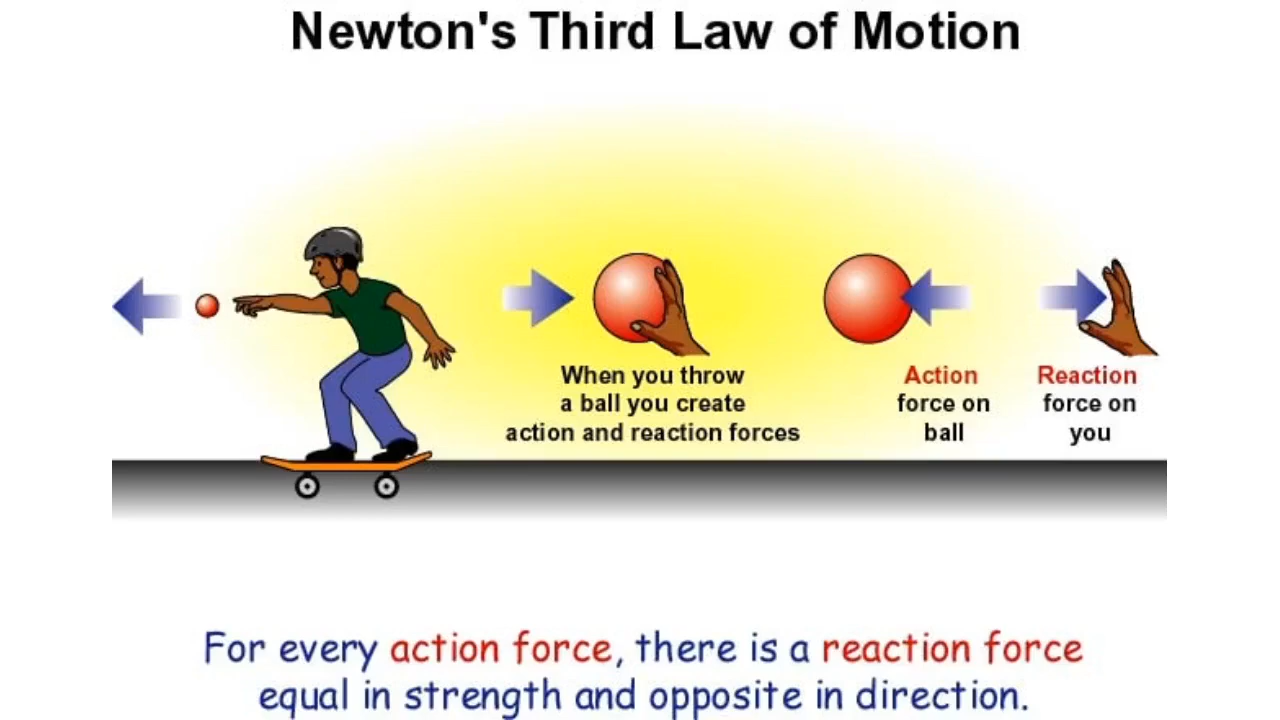 Newton's Third Law of Motion
When you throw
a ball you create
action and reaction forces
Action
force on
ball
Reaction
force on
you
For every action force, there is a reaction force
equal in strength and opposite in direction.